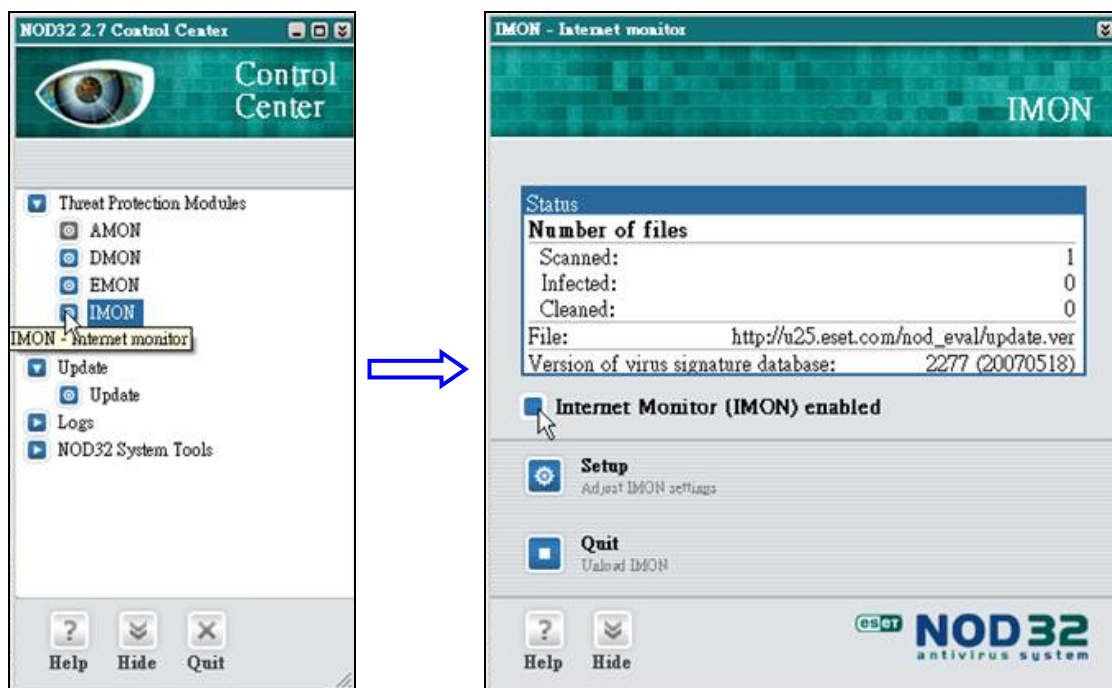 NOD32 2.7 Control Center
Control
Center
Threat Protection Modules
AMON
DMON
EMON
IMON
IMON - Internet monitor
Update
Update
Logs
NOD32 System Tools
Help Hide Quit
IMON - Internet monitor
IMON
Status
Number of files
Scanned: 1
Infected: 0
Cleaned: 0
File: http://u25.eset.com/nod_eval/update.ver
Version of virus signature database: 2277 (20070518)
Internet Monitor (IMON) enabled
Setup
Adjust IMON settings
Quit
Unload IMON
Help Hide
eset NOD32
antivirus system